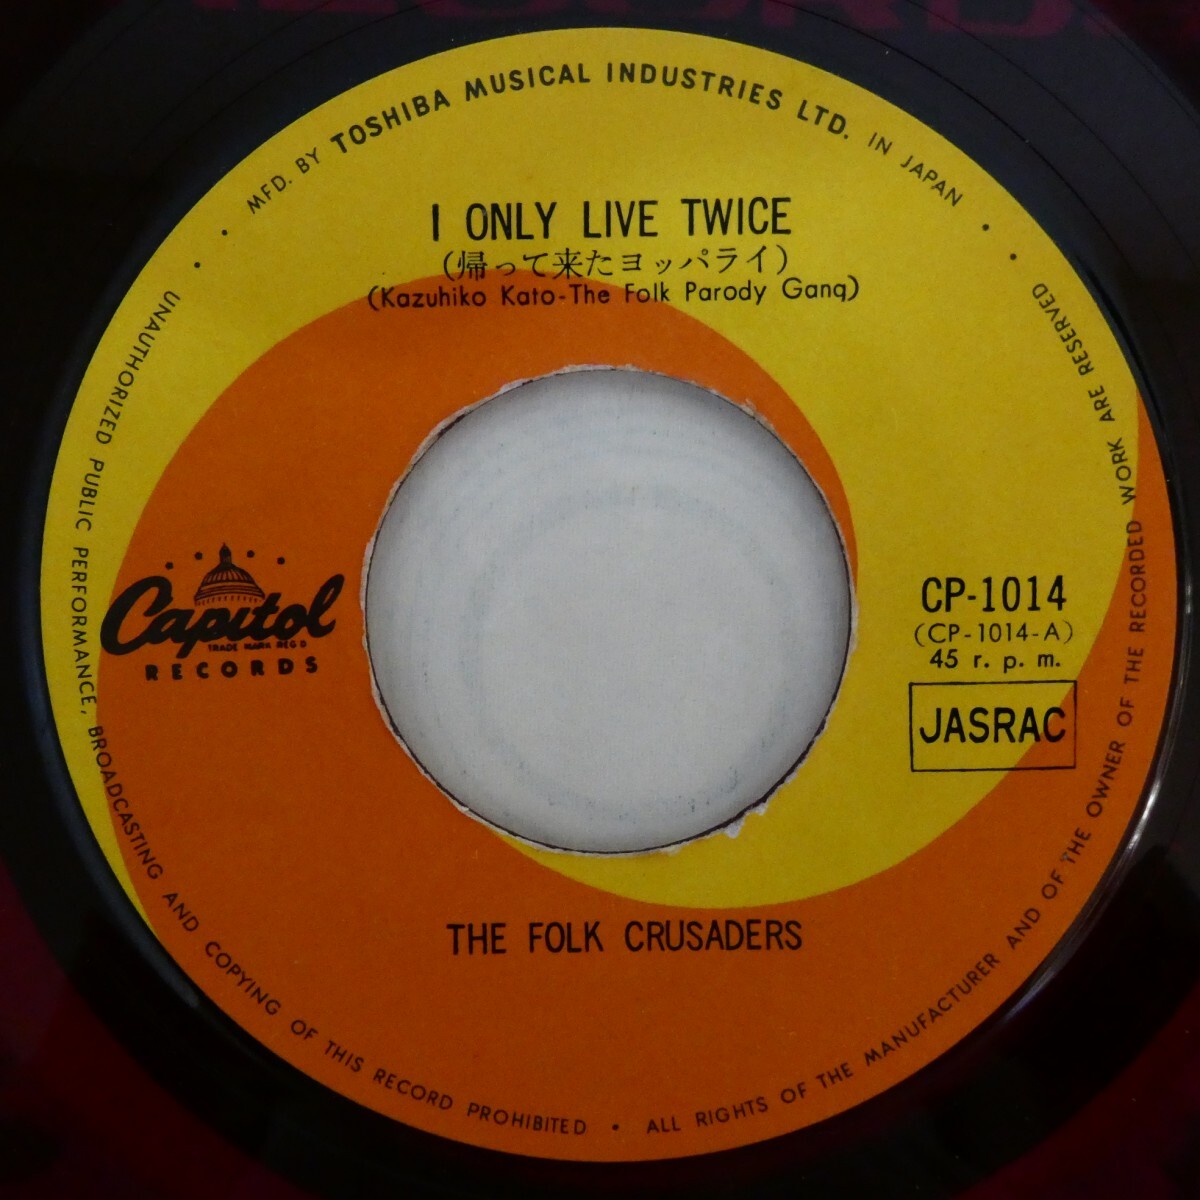 MFD. BY TOSHIBA MUSICAL INDUSTRIES LTD. IN JAPAN
I ONLY LIVE TWICE
(帰って来たヨッパライ)
(Kazuhiko Kato-The Folk Parody Gang)
Capitol
TRADE MARK REG'D
RECORDS
CP-1014
(CP-1014-A)
45 r. p. m.
JASRAC
THE FOLK CRUSADERS
UNAUTHORIZED PUBLIC PERFORMANCE, BROADCASTING AND COPYING OF THIS RECORD PROHIBITED • ALL RIGHTS OF THE MANUFACTURER AND OF THE OWNER OF THE RECORDED WORK ARE RESERVED